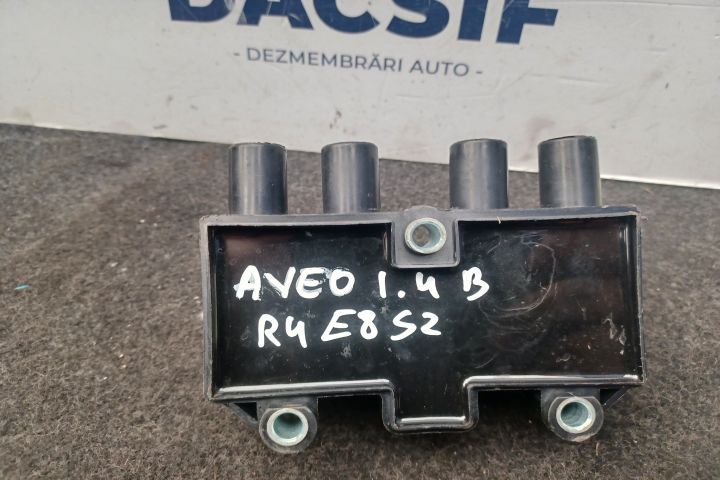 DACSIF
- DEZMEMBRĂRI AUTO -
AVEO 1.4 B
R4 E8 S2